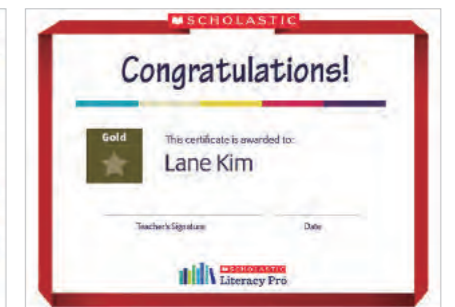 SCHOLASTIC
Congratulations!
Gold
This certificate is awarded to:
Lane Kim
Teacher's Signature
Date
SCHOLASTIC
Literacy Pro